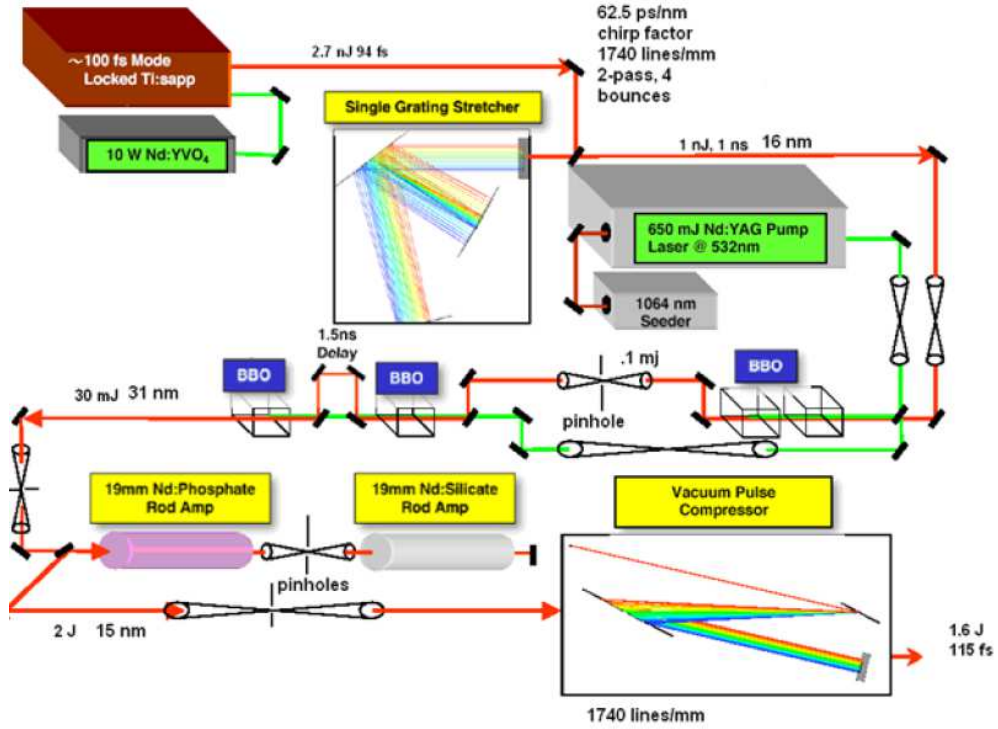 62.5 ps/nm
chirp factor
1740 lines/mm
2-pass, 4
bounces
2.7 nJ 94 fs
~100 fs Mode
Locked Ti:sapp
10 W Nd:YVO₄
Single Grating Stretcher
1 nJ, 1 ns 16 nm
650 mJ Nd:YAG Pump
Laser @ 532nm
1064 nm
Seeder
1.5ns
Delay
BBO
BBO
.1 mj
BBO
30 mJ 31 nm
pinhole
19mm Nd:Phosphate
Rod Amp
19mm Nd:Silicate
Rod Amp
Vacuum Pulse
Compressor
pinholes
2 J 15 nm
1.6 J
115 fs
1740 lines/mm